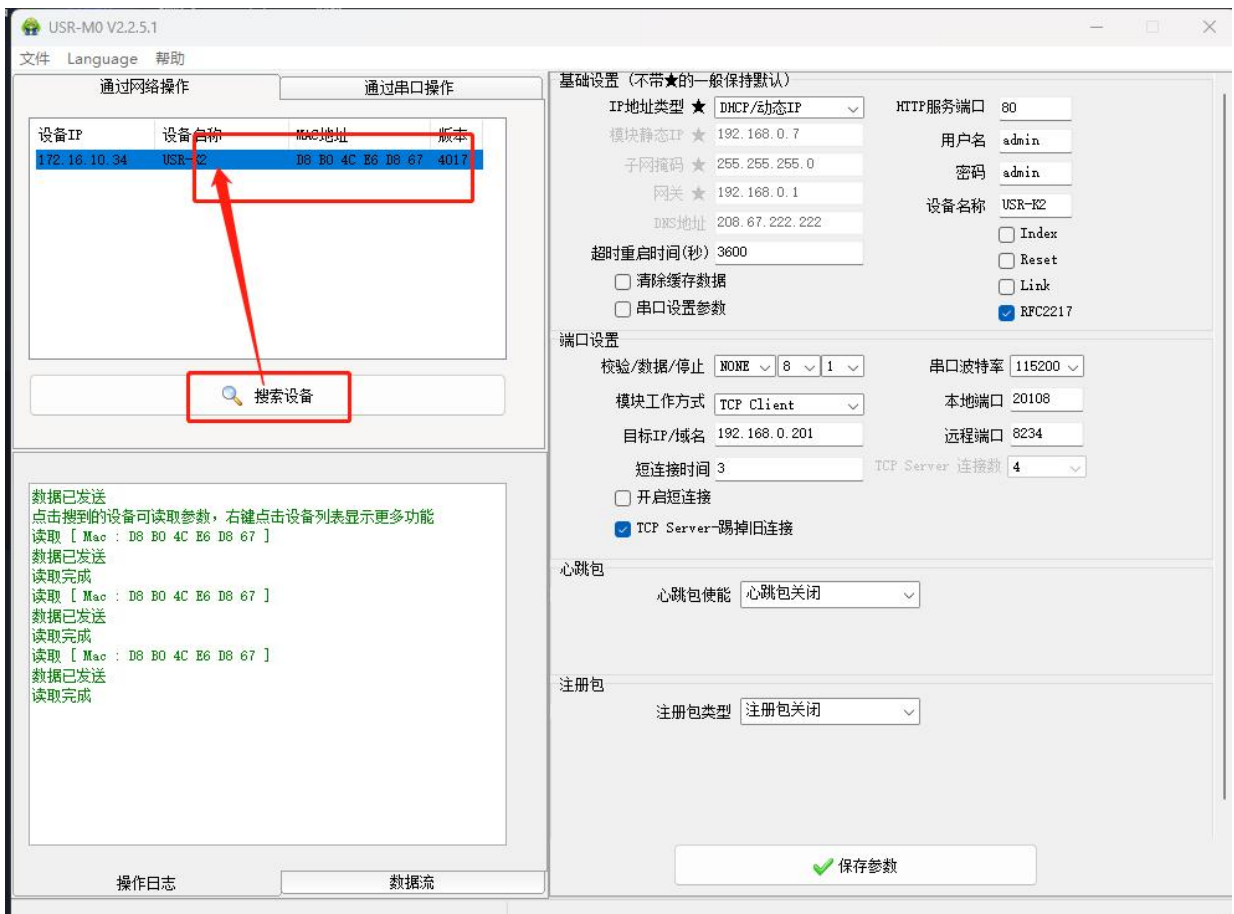 USR-M0 V2.2.5.1
文件 Language 帮助
通过网络操作 通过串口操作
设备IP 设备名称 MAC地址 版本
172.16.10.34 USR-K2 D8 B0 4C E6 D8 67 4017
搜索设备
数据已发送
点击搜到的设备可读取参数，右键点击设备列表显示更多功能
读取 [ Mac : D8 B0 4C E6 D8 67 ]
数据已发送
读取完成
读取 [ Mac : D8 B0 4C E6 D8 67 ]
数据已发送
读取完成
读取 [ Mac : D8 B0 4C E6 D8 67 ]
数据已发送
读取完成
操作日志 数据流
基础设置（不带★的一般保持默认）
IP地址类型 ★ DHCP/动态IP HTTP服务端口 80
模块静态IP ★ 192.168.0.7 用户名 admin
子网掩码 ★ 255.255.255.0 密码 admin
网关 ★ 192.168.0.1 设备名称 USR-K2
DNS地址 208.67.222.222 Index
超时重启时间(秒) 3600 Reset
清除缓存数据 Link
串口设置参数 RFC2217
端口设置
校验/数据/停止 NONE 8 1 串口波特率 115200
模块工作方式 TCP Client 本地端口 20108
目标IP/域名 192.168.0.201 远程端口 8234
短连接时间 3 TCP Server 连接数 4
开启短连接
TCP Server-踢掉旧连接
心跳包
心跳包使能 心跳包关闭
注册包
注册包类型 注册包关闭
保存参数